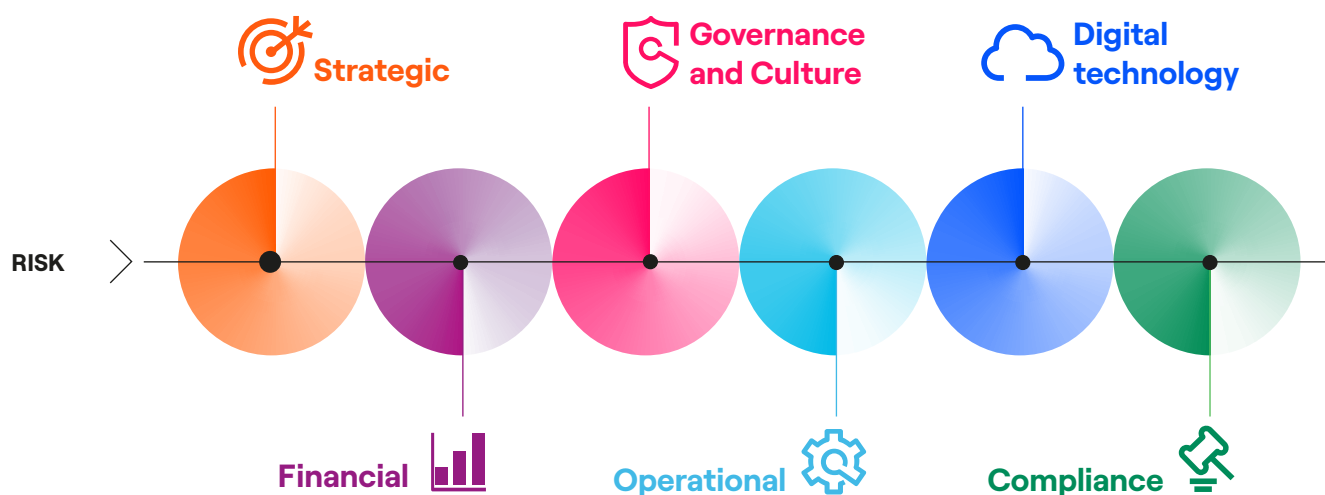 Strategic
Governance
and Culture
Digital
technology
RISK
Financial
Operational
Compliance